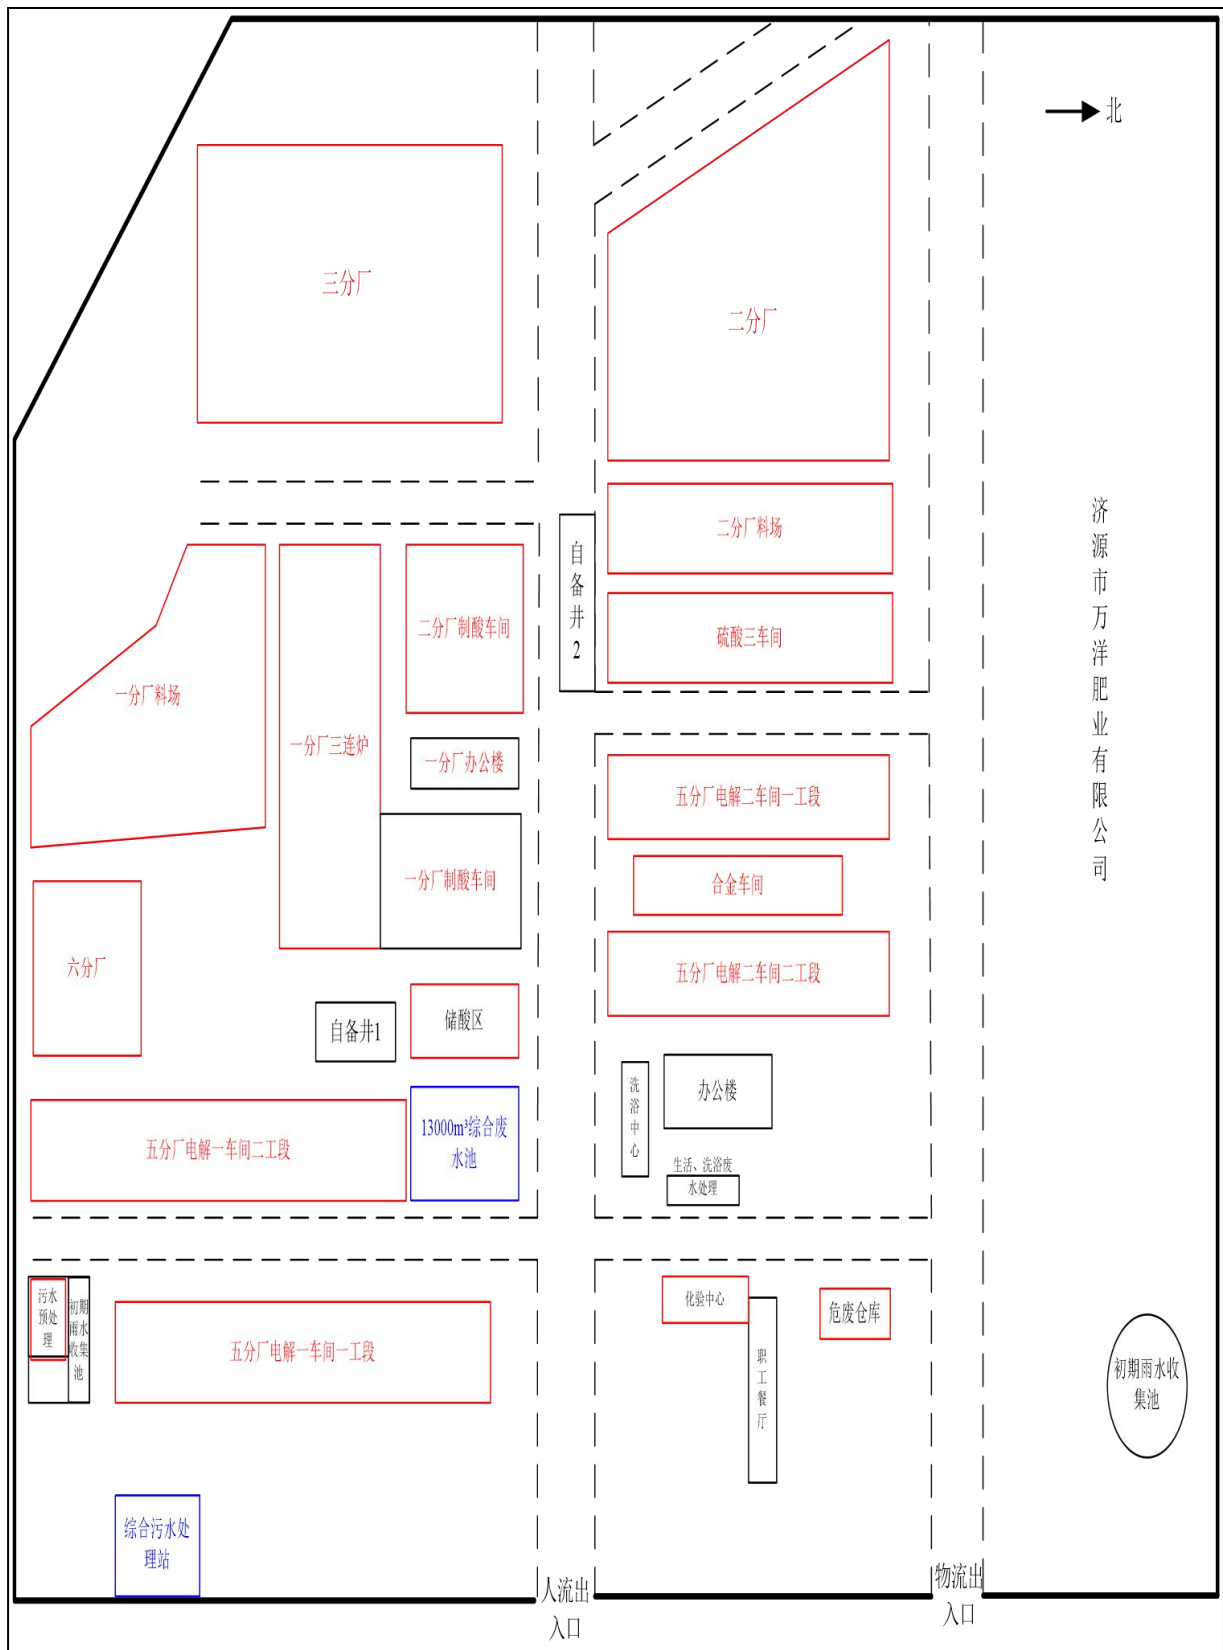 北
三分厂
二分厂
二分厂料场
自备井2
硫酸三车间
济源市万洋肥业有限公司
二分厂制酸车间
一分厂料场
一分厂三连炉
一分厂办公楼
五分厂电解二车间一工段
一分厂制酸车间
合金车间
六分厂
五分厂电解二车间二工段
自备井1
储酸区
洗浴中心
办公楼
13000m³综合废
水池
五分厂电解一车间二工段
生活、洗浴废
水处理
污水
预处
理
初期
雨水
收集
池
五分厂电解一车间一工段
化验中心
危废仓库
职工餐厅
初期雨水收
集池
综合污水处
理站
人流出
入口
物流出
入口